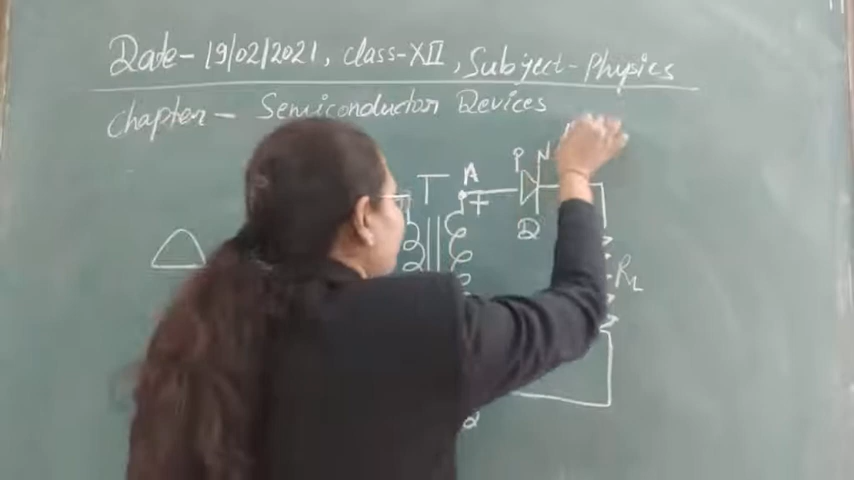 Date - 19/02/2021, class-XII, Subject - Physics
Chapter - Semiconductor Devices
T A P N
+
D
RL